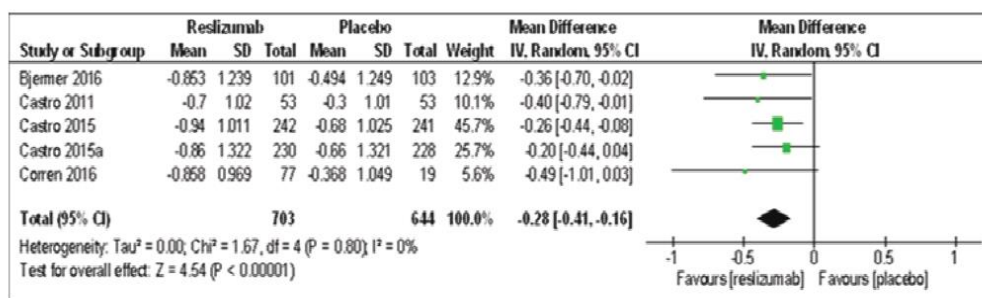 Reslizumab Placebo Mean Difference Mean Difference
Study or Subgroup Mean SD Total Mean SD Total Weight IV, Random, 95% CI IV, Random, 95% CI
Bjermer 2016 -0.853 1.239 101 -0.494 1.249 103 12.9% -0.36 [-0.70, -0.02]
Castro 2011 -0.7 1.02 53 -0.3 1.01 53 10.1% -0.40 [-0.79, -0.01]
Castro 2015 -0.94 1.011 242 -0.68 1.025 241 45.7% -0.26 [-0.44, -0.08]
Castro 2015a -0.86 1.322 230 -0.66 1.321 228 25.7% -0.20 [-0.44, 0.04]
Corren 2016 -0.858 0.969 77 -0.368 1.049 19 5.6% -0.49 [-1.01, 0.03]
Total (95% CI) 703 644 100.0% -0.28 [-0.41, -0.16]
Heterogeneity: Tau² = 0.00; Chi² = 1.67, df = 4 (P = 0.80); I² = 0%
Test for overall effect: Z = 4.54 (P < 0.00001)
-1 -0.5 0 0.5 1
Favours [reslizumab] Favours [placebo]